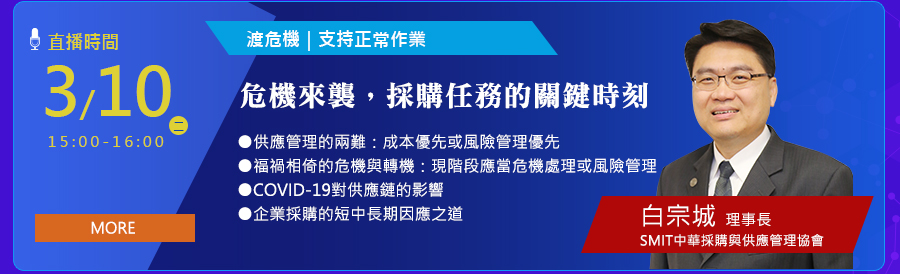 直播時間
3/10
二
15:00-16:00
MORE
渡危機｜支持正常作業
危機來襲，採購任務的關鍵時刻
●供應管理的兩難：成本優先或風險管理優先
●福禍相倚的危機與轉機：現階段應當危機處理或風險管理
●COVID-19對供應鏈的影響
●企業採購的短中長期因應之道
白宗城 理事長
SMIT中華採購與供應管理協會